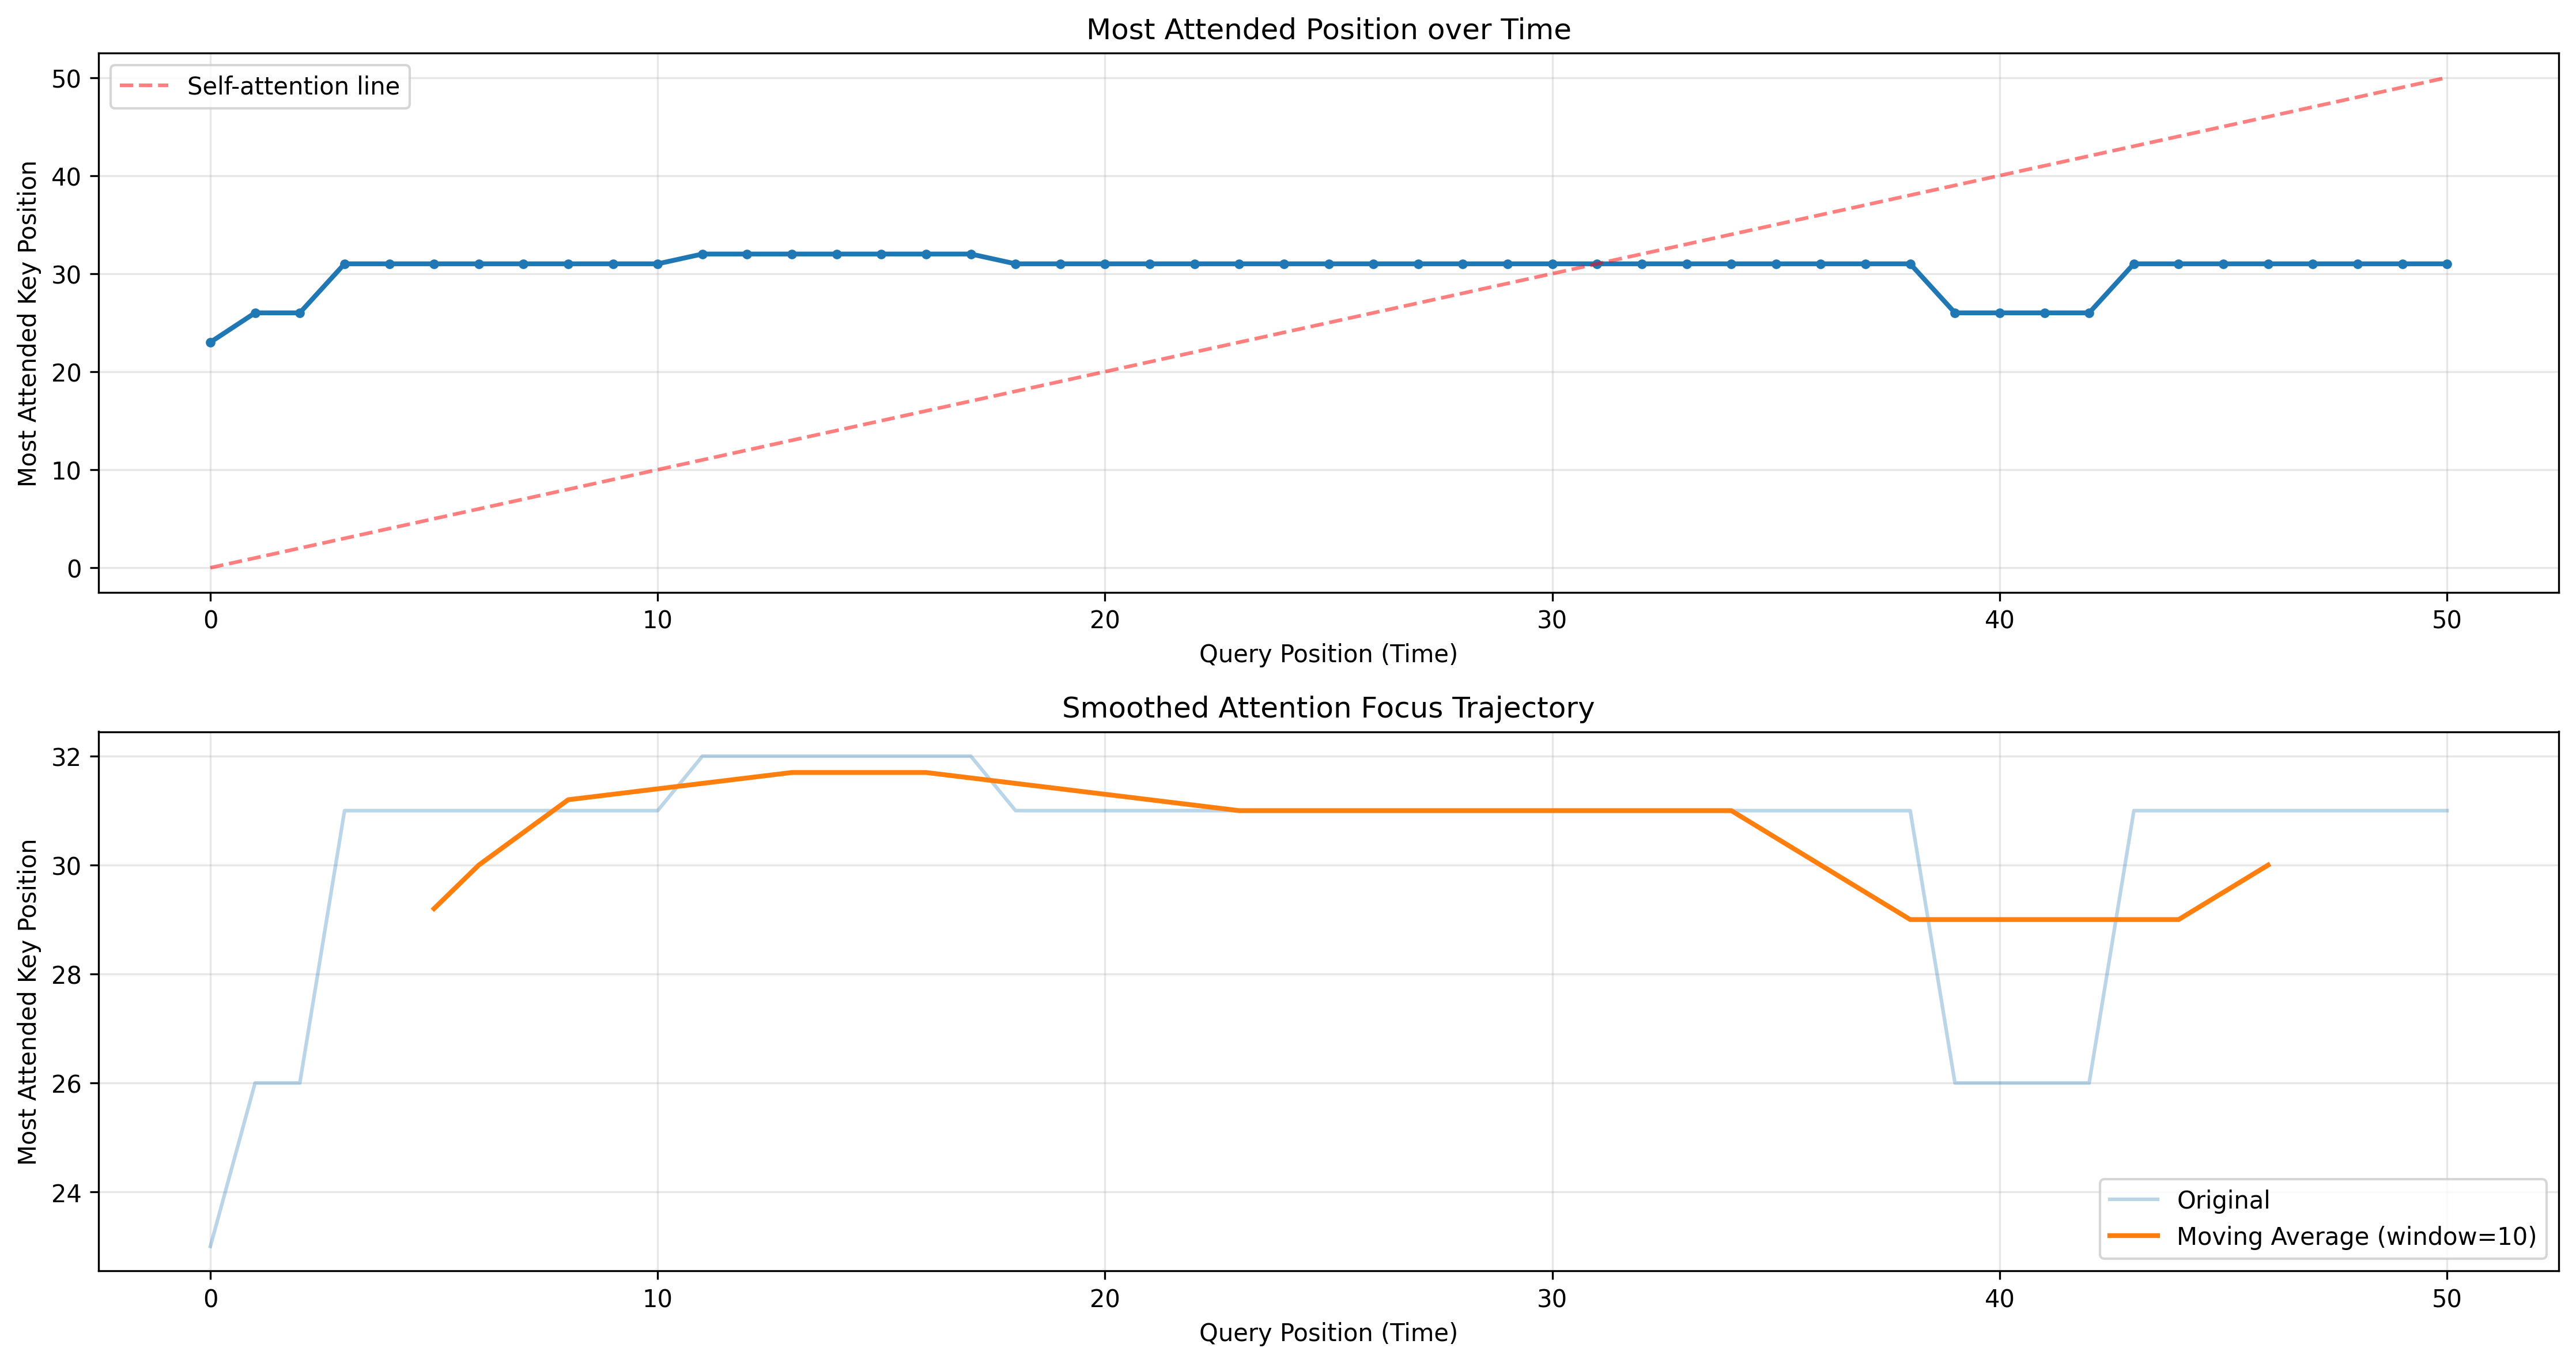 Most Attended Position over Time
Self-attention line
50
40
30
20
10
0
Most Attended Key Position
0 10 20 30 40 50
Query Position (Time)
Smoothed Attention Focus Trajectory
32
30
28
26
24
Most Attended Key Position
Original
Moving Average (window=10)
0 10 20 30 40 50
Query Position (Time)